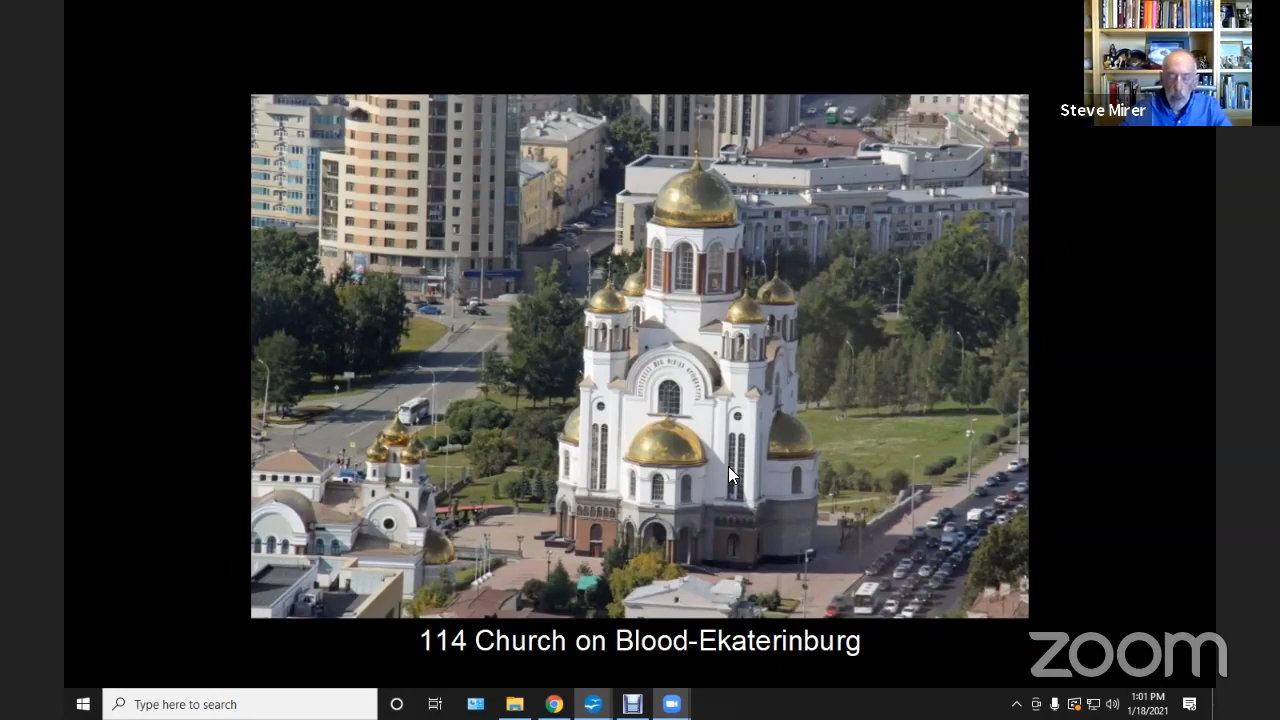 Steve Mirer
114 Church on Blood-Ekaterinburg
zoom
Type here to search
1:01 PM
1/18/2021